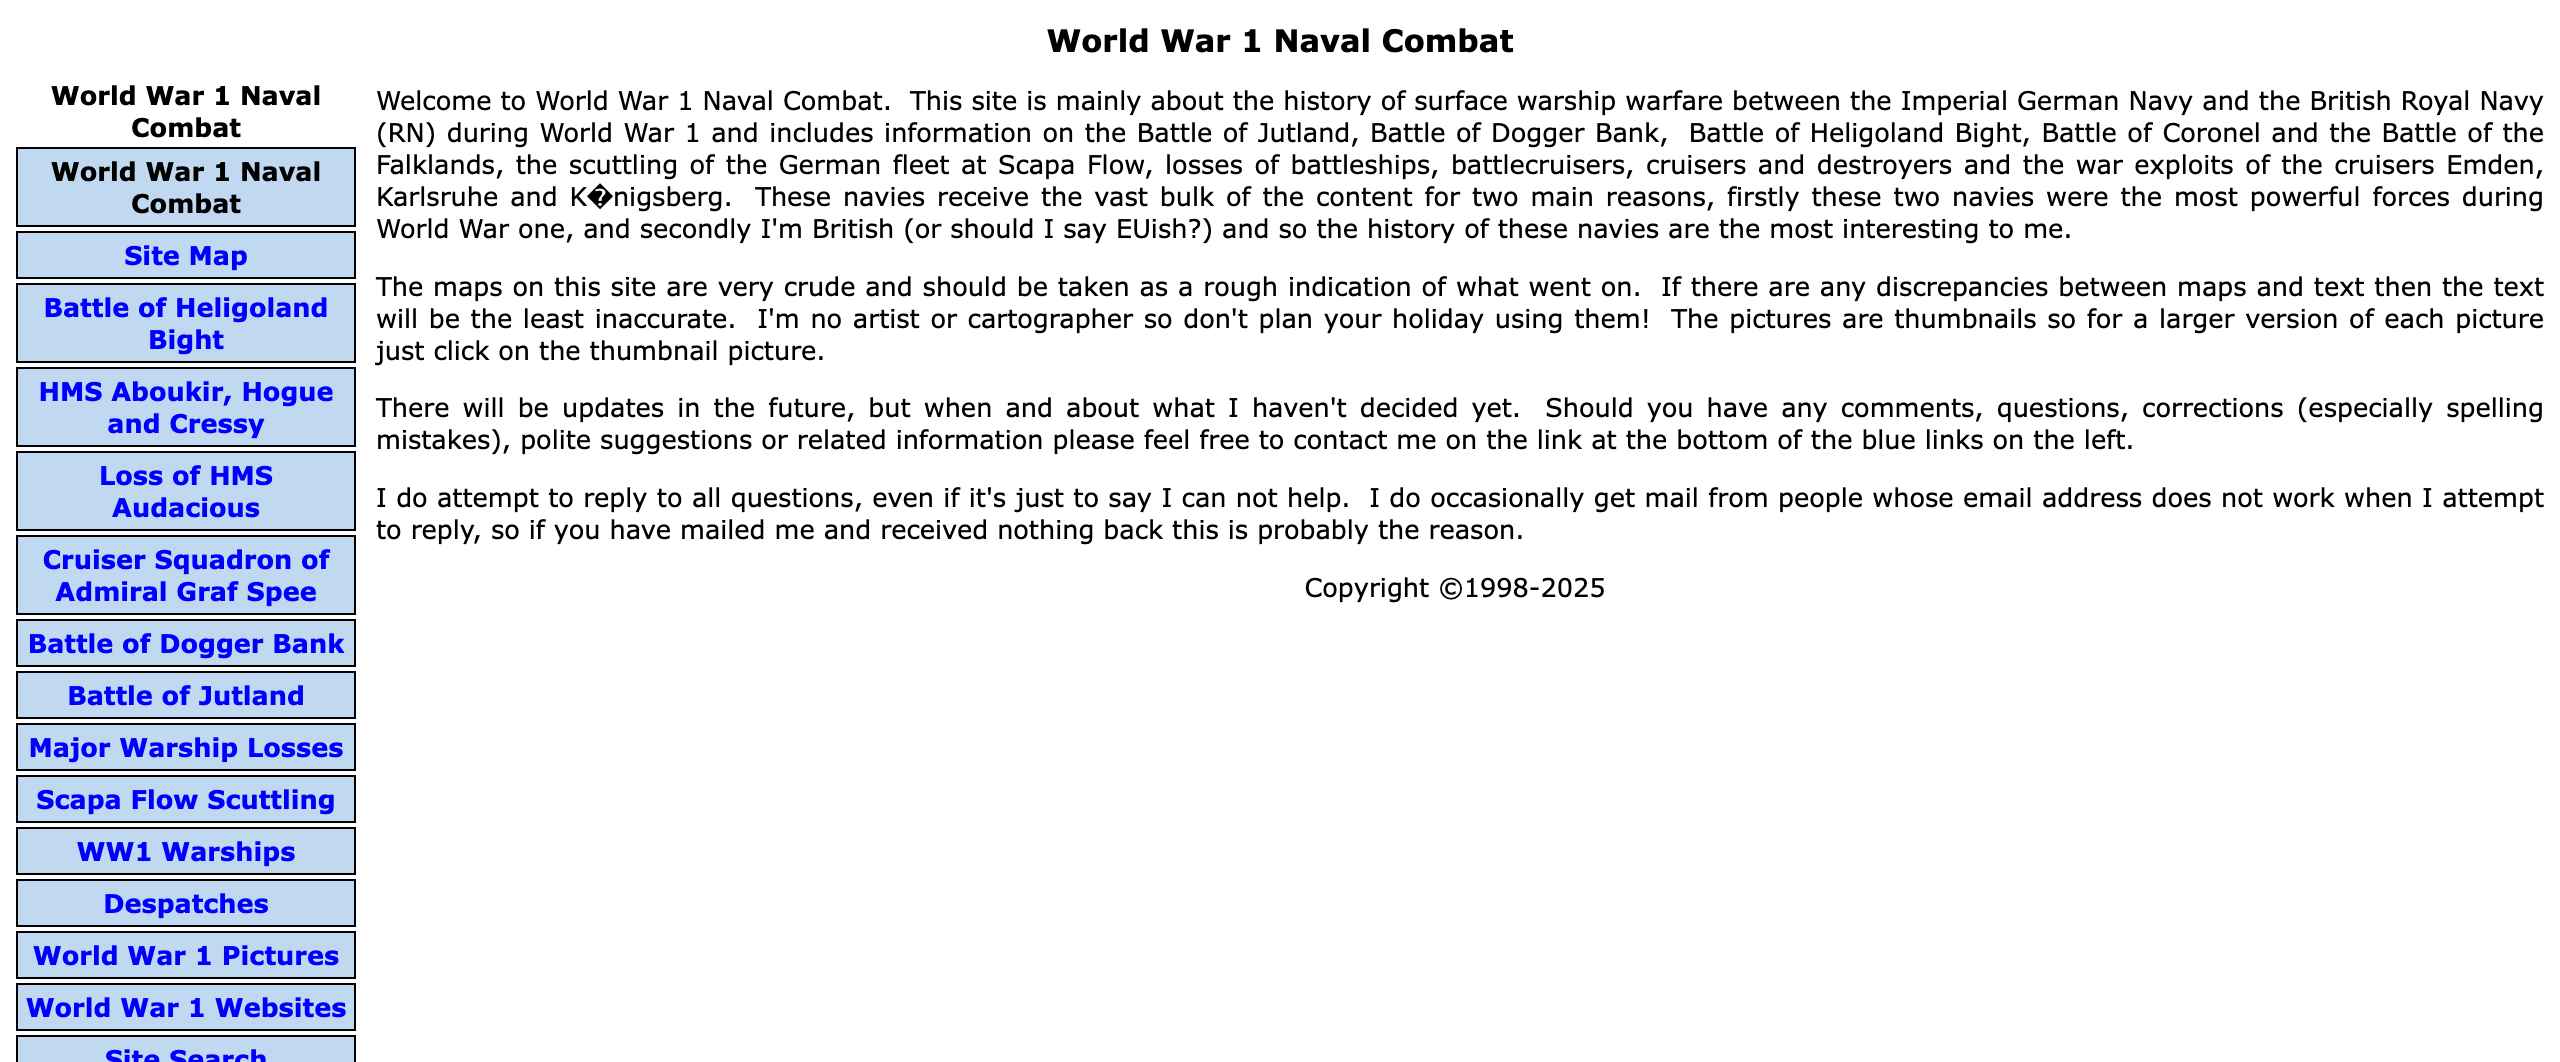 World War 1 Naval Combat
World War 1 Naval
Combat
World War 1 Naval
Combat
Site Map
Battle of Heligoland
Bight
HMS Aboukir, Hogue
and Cressy
Loss of HMS
Audacious
Cruiser Squadron of
Admiral Graf Spee
Battle of Dogger Bank
Battle of Jutland
Major Warship Losses
Scapa Flow Scuttling
WW1 Warships
Despatches
World War 1 Pictures
World War 1 Websites
Site Search
Welcome to World War 1 Naval Combat.  This site is mainly about the history of surface warship warfare between the Imperial German Navy and the British Royal Navy
(RN) during World War 1 and includes information on the Battle of Jutland, Battle of Dogger Bank,  Battle of Heligoland Bight, Battle of Coronel and the Battle of the
Falklands, the scuttling of the German fleet at Scapa Flow, losses of battleships, battlecruisers, cruisers and destroyers and the war exploits of the cruisers Emden,
Karlsruhe and K�nigsberg.  These navies receive the vast bulk of the content for two main reasons, firstly these two navies were the most powerful forces during
World War one, and secondly I'm British (or should I say EUish?) and so the history of these navies are the most interesting to me.
The maps on this site are very crude and should be taken as a rough indication of what went on.  If there are any discrepancies between maps and text then the text
will be the least inaccurate.  I'm no artist or cartographer so don't plan your holiday using them!  The pictures are thumbnails so for a larger version of each picture
just click on the thumbnail picture.
There will be updates in the future, but when and about what I haven't decided yet.  Should you have any comments, questions, corrections (especially spelling
mistakes), polite suggestions or related information please feel free to contact me on the link at the bottom of the blue links on the left.
I do attempt to reply to all questions, even if it's just to say I can not help.  I do occasionally get mail from people whose email address does not work when I attempt
to reply, so if you have mailed me and received nothing back this is probably the reason.
Copyright ©1998-2025